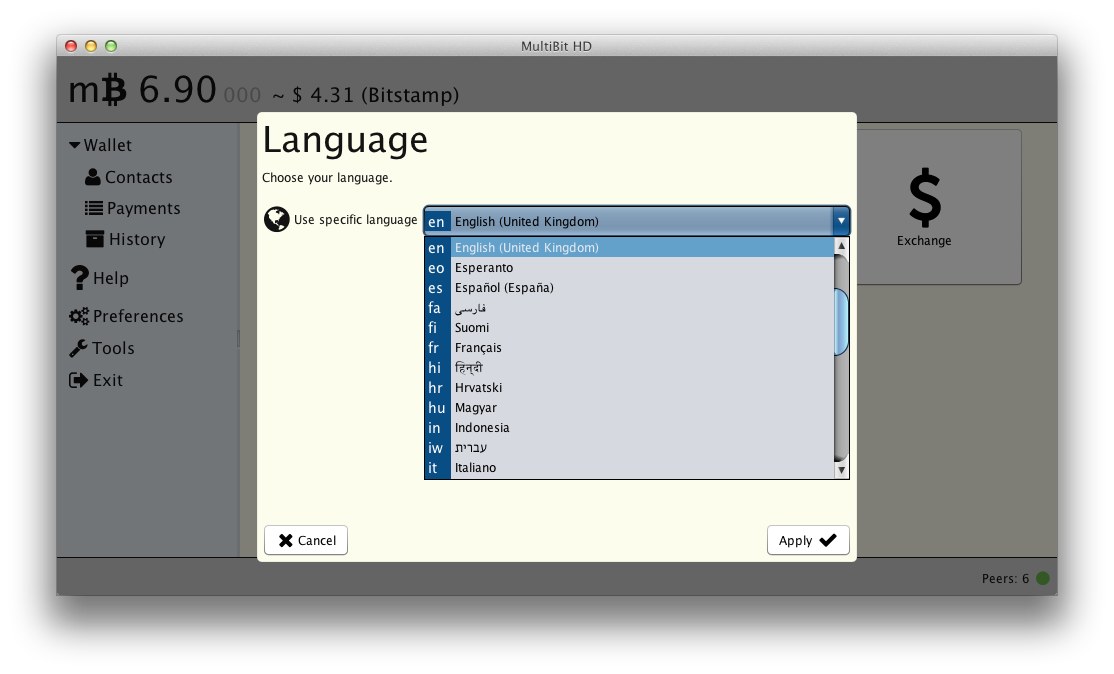 MultiBit HD
m₿ 6.90 000 ~ $ 4.31 (Bitstamp)
Wallet
Contacts
Payments
History
Help
Preferences
Tools
Exit
Language
Choose your language.
Use specific language en English (United Kingdom)
en English (United Kingdom)
eo Esperanto
es Español (España)
fa فارسی
fi Suomi
fr Français
hi हिन्दी
hr Hrvatski
hu Magyar
in Indonesia
iw עברית
it Italiano
Cancel
Apply
$
Exchange
Peers: 6